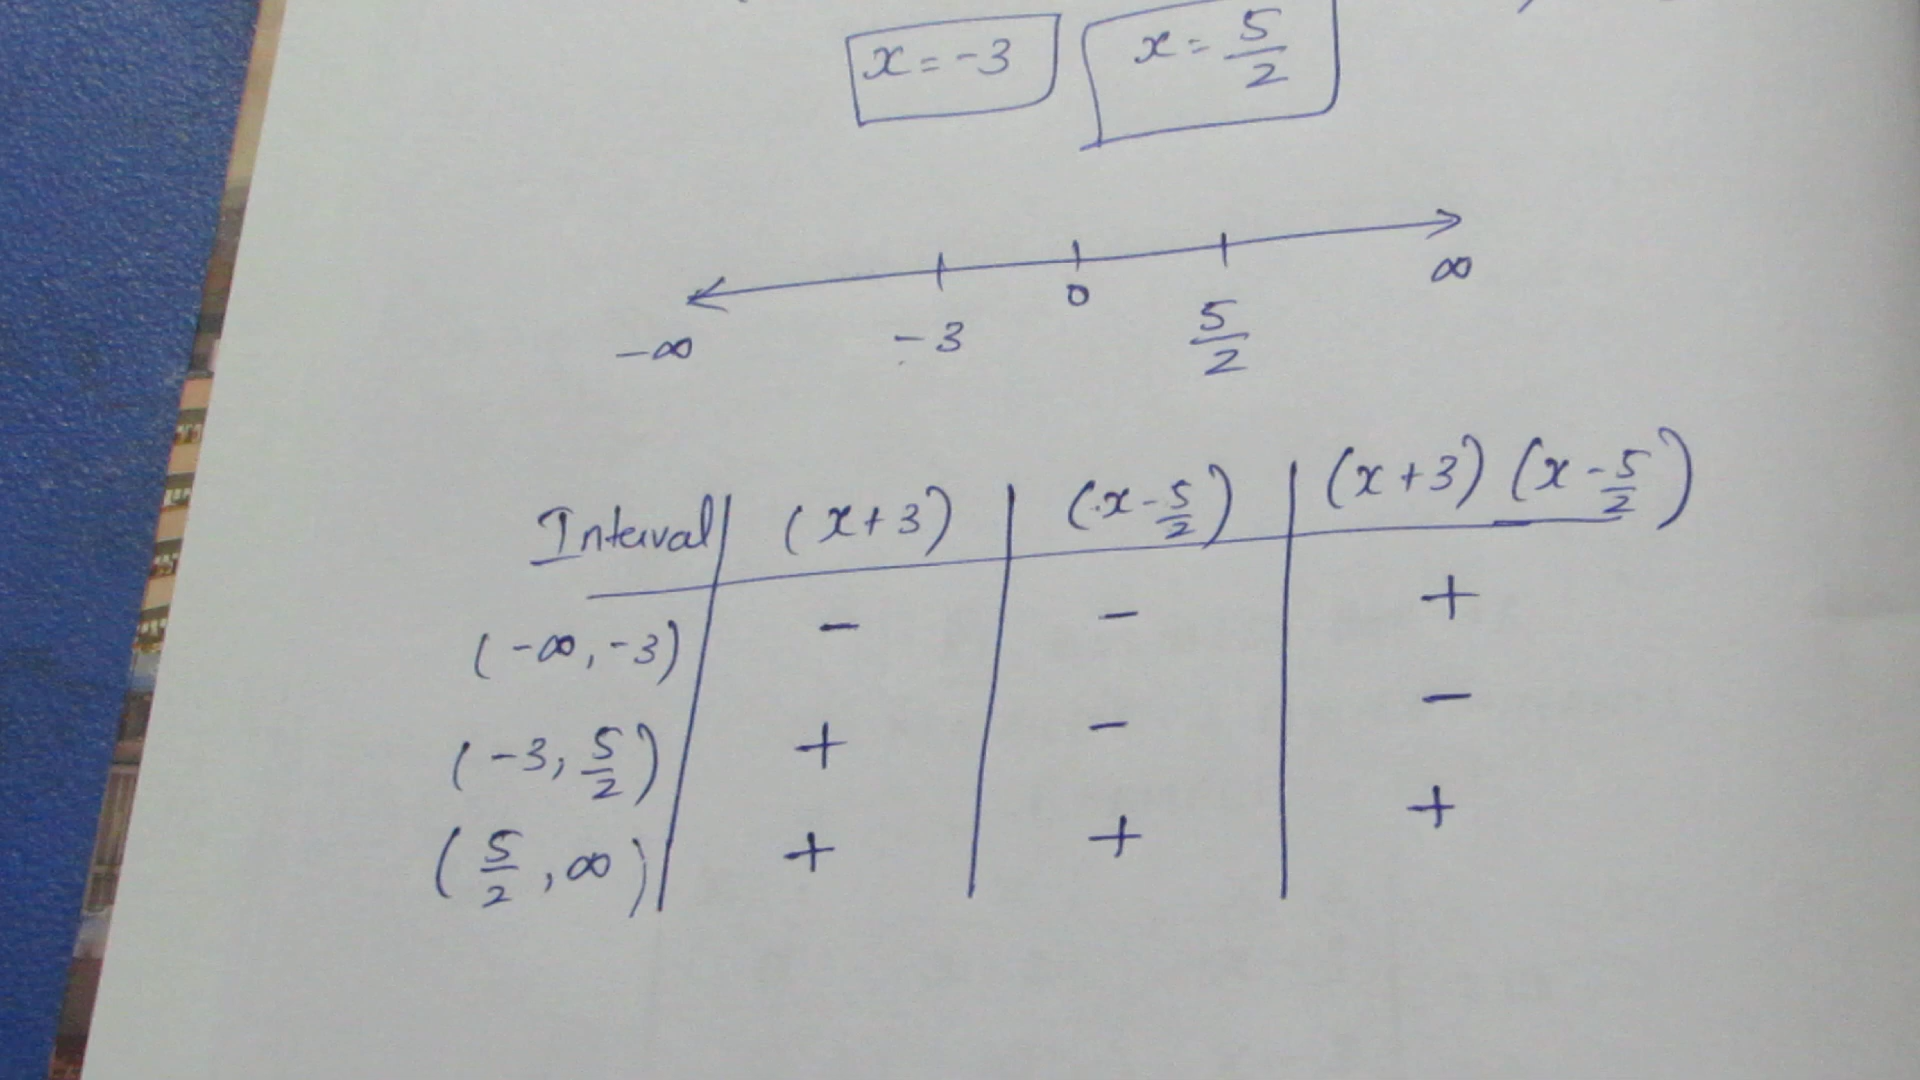 x = -3 x = 5/2
-∞ -3 0 5/2 ∞
Interval (x+3) (x-5/2) (x+3) (x-5/2)
(-∞, -3) - - +
(-3, 5/2) + - -
(5/2, ∞) + + +